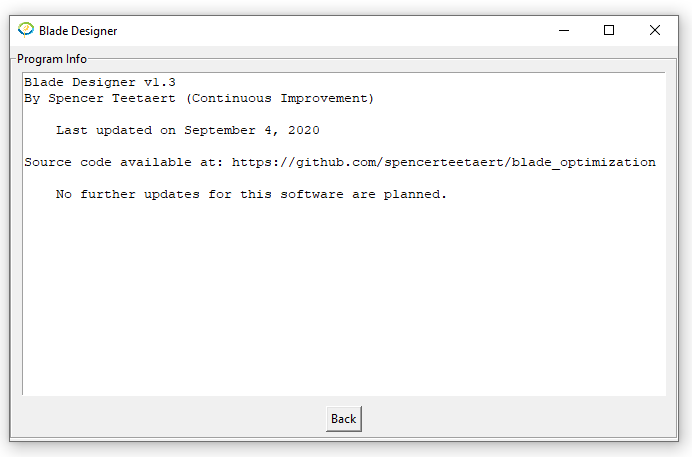 Blade Designer
Program Info
Blade Designer v1.3
By Spencer Teetaert (Continuous Improvement)
Last updated on September 4, 2020
Source code available at: https://github.com/spencerteetaert/blade_optimization
No further updates for this software are planned.
Back